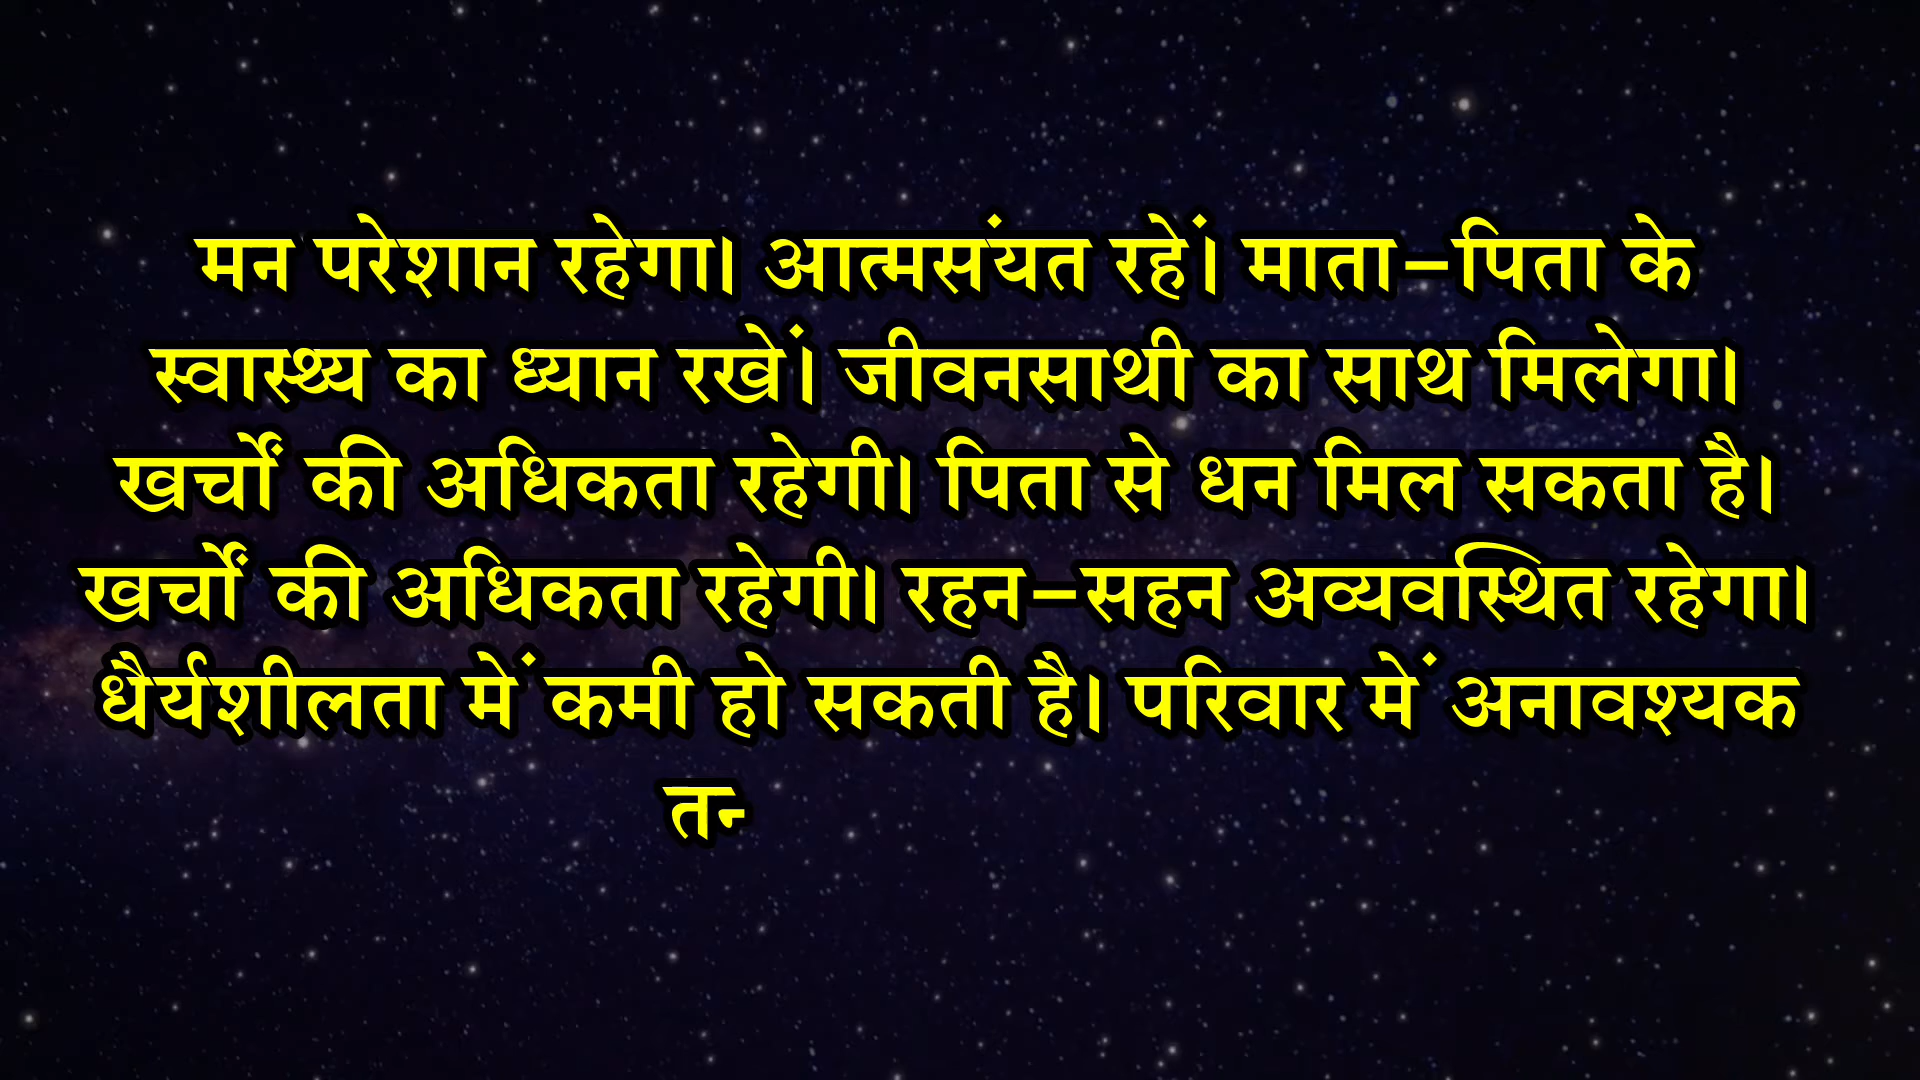 मन परेशान रहेगा। आत्मसंयत रहें। माता-पिता के
स्वास्थ्य का ध्यान रखें। जीवनसाथी का साथ मिलेगा।
खर्चों की अधिकता रहेगी। पिता से धन मिल सकता है।
खर्चों की अधिकता रहेगी। रहन-सहन अव्यवस्थित रहेगा।
धैर्यशीलता में कमी हो सकती है। परिवार में अनावश्यक
तन्‍